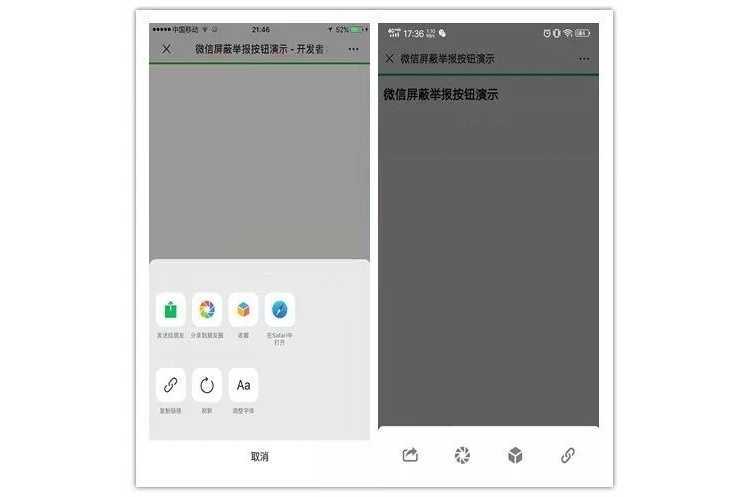 中国移动
21:46
52%
微信屏蔽举报按钮演示 - 开发者
发送给朋友
分享到朋友圈
收藏
在Safari中
打开
复制链接
刷新
Aa
调整字体
取消
17:36
微信屏蔽举报按钮演示
微信屏蔽举报按钮演示